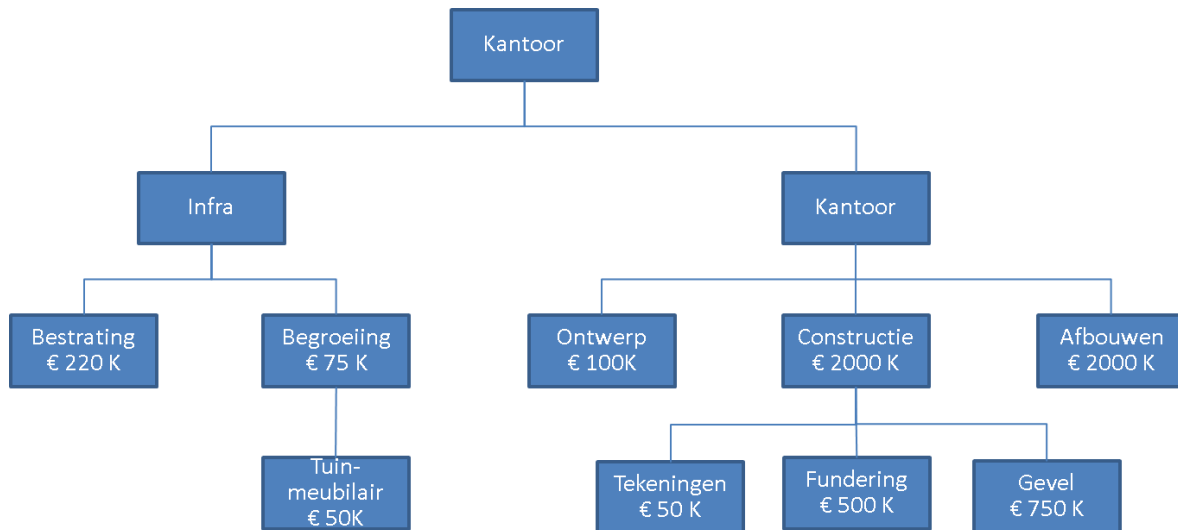 Kantoor
Infra
Kantoor
Bestrating
€ 220 K
Begroeiing
€ 75 K
Ontwerp
€ 100K
Constructie
€ 2000 K
Afbouwen
€ 2000 K
Tuin-
meubilair
€ 50K
Tekeningen
€ 50 K
Fundering
€ 500 K
Gevel
€ 750 K